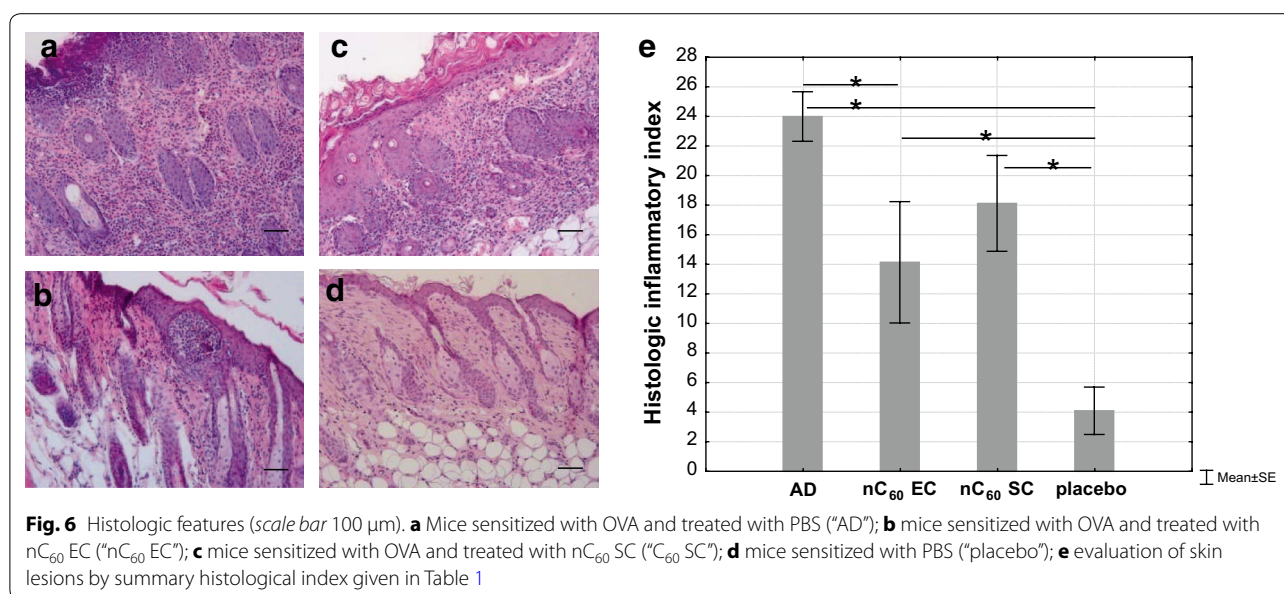 a
c
b
d
e
Histologic inflammatory index
28
26
24
22
20
18
16
14
12
10
8
6
4
2
0
*
*
*
*
AD
nC₆₀ EC
nC₆₀ SC
placebo
Mean±SE
Fig. 6 Histologic features (scale bar 100 μm). a Mice sensitized with OVA and treated with PBS (“AD”); b mice sensitized with OVA and treated with
nC₆₀ EC (“nC₆₀ EC”); c mice sensitized with OVA and treated with nC₆₀ SC (“C₆₀ SC”); d mice sensitized with PBS (“placebo”); e evaluation of skin
lesions by summary histological index given in Table 1